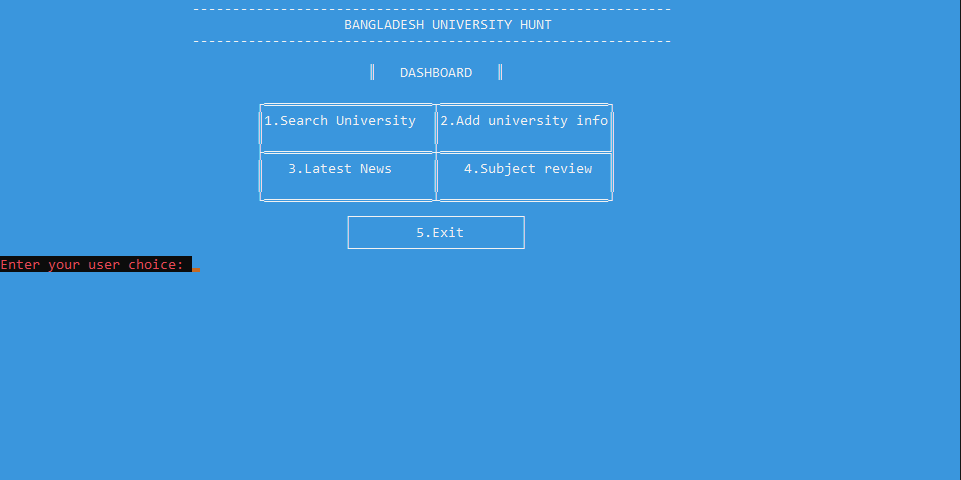 BANGLADESH UNIVERSITY HUNT
DASHBOARD
1.Search University 2.Add university info
3.Latest News 4.Subject review
5.Exit
Enter your user choice: